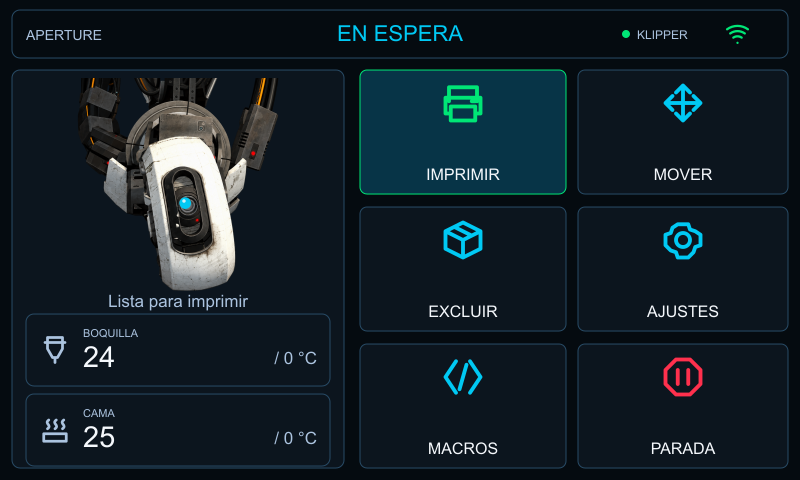 APERTURE
EN ESPERA
KLIPPER
Lista para imprimir
BOQUILLA
24 / 0 °C
CAMA
25 / 0 °C
IMPRIMIR
MOVER
EXCLUIR
AJUSTES
MACROS
PARADA